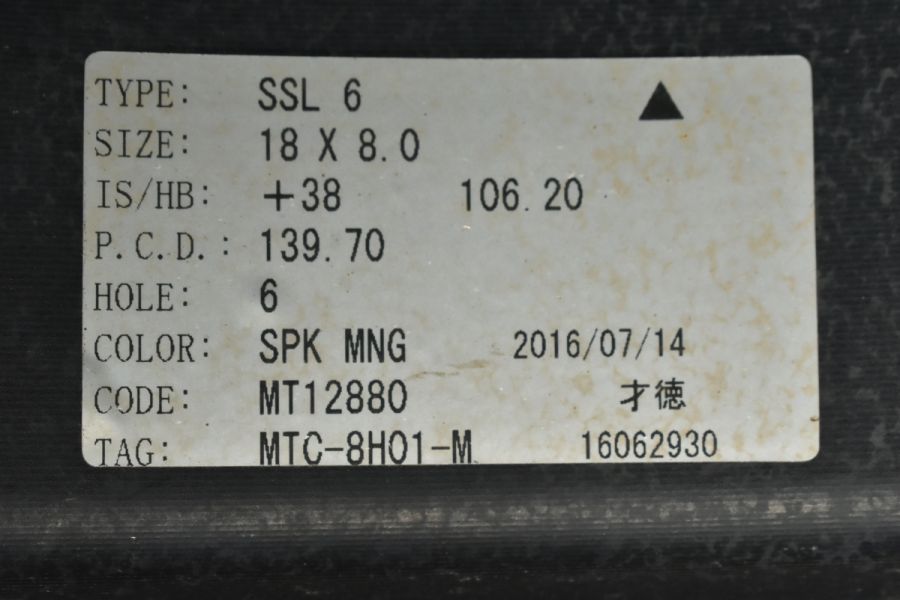 TYPE: SSL 6
SIZE: 18 X 8.0
IS/HB: +38 106.20
P.C.D.: 139.70
HOLE: 6
COLOR: SPK MNG 2016/07/14
CODE: MT12880 才徳
TAG: MTC-8H01-M 16062930